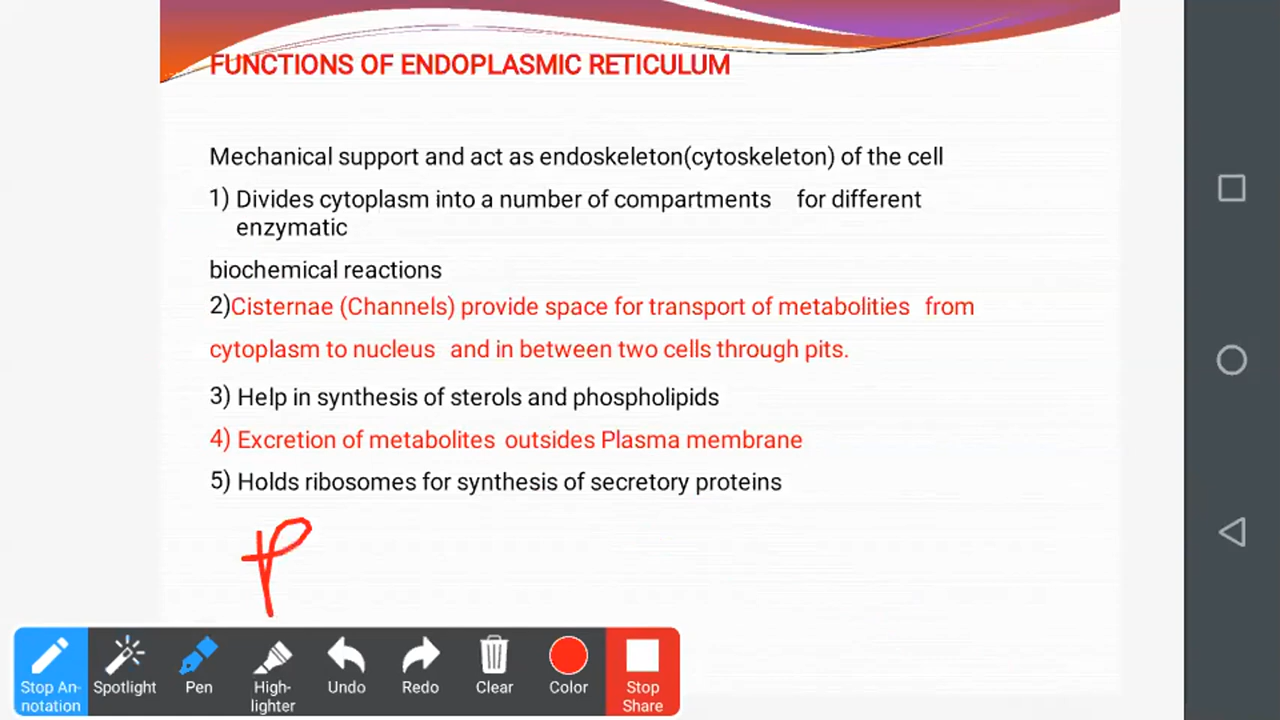 FUNCTIONS OF ENDOPLASMIC RETICULUM
Mechanical support and act as endoskeleton(cytoskeleton) of the cell
1) Divides cytoplasm into a number of compartments for different
enzymatic
biochemical reactions
2)Cisternae (Channels) provide space for transport of metabolities from
cytoplasm to nucleus and in between two cells through pits.
3) Help in synthesis of sterols and phospholipids
4) Excretion of metabolites outsides Plasma membrane
5) Holds ribosomes for synthesis of secretory proteins
P
Stop An-
notation
Spotlight
Pen
High-
lighter
Undo
Redo
Clear
Color
Stop
Share